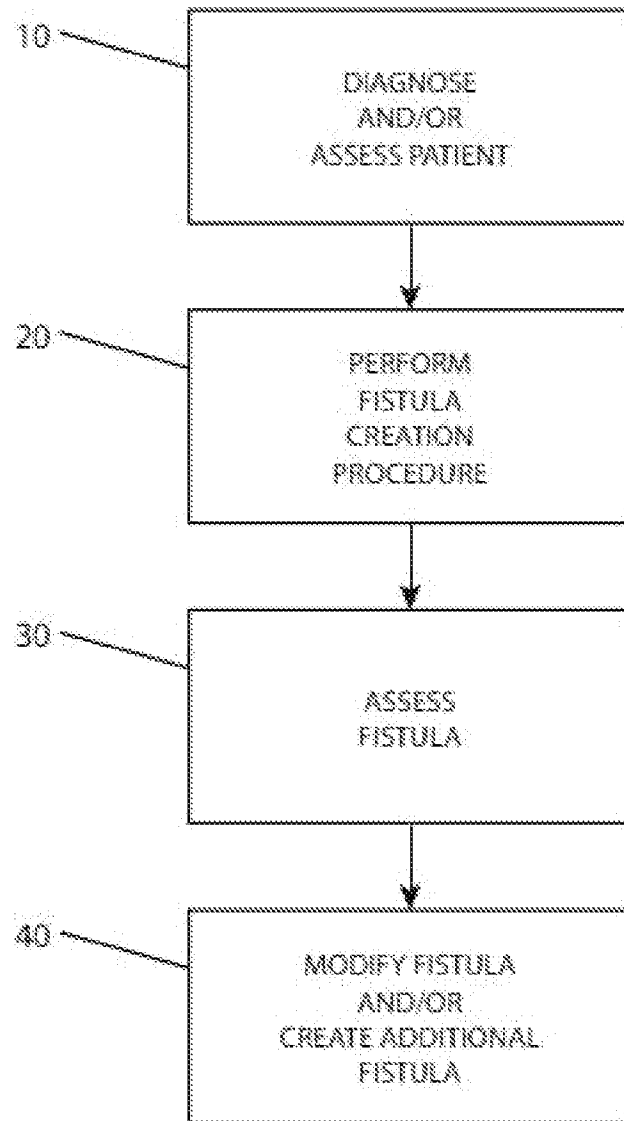 10
DIAGNOSE
AND/OR
ASSESS PATIENT
20
PERFORM
FISTULA
CREATION
PROCEDURE
30
ASSESS
FISTULA
40
MODIFY FISTULA
AND/OR
CREATE ADDITIONAL
FISTULA